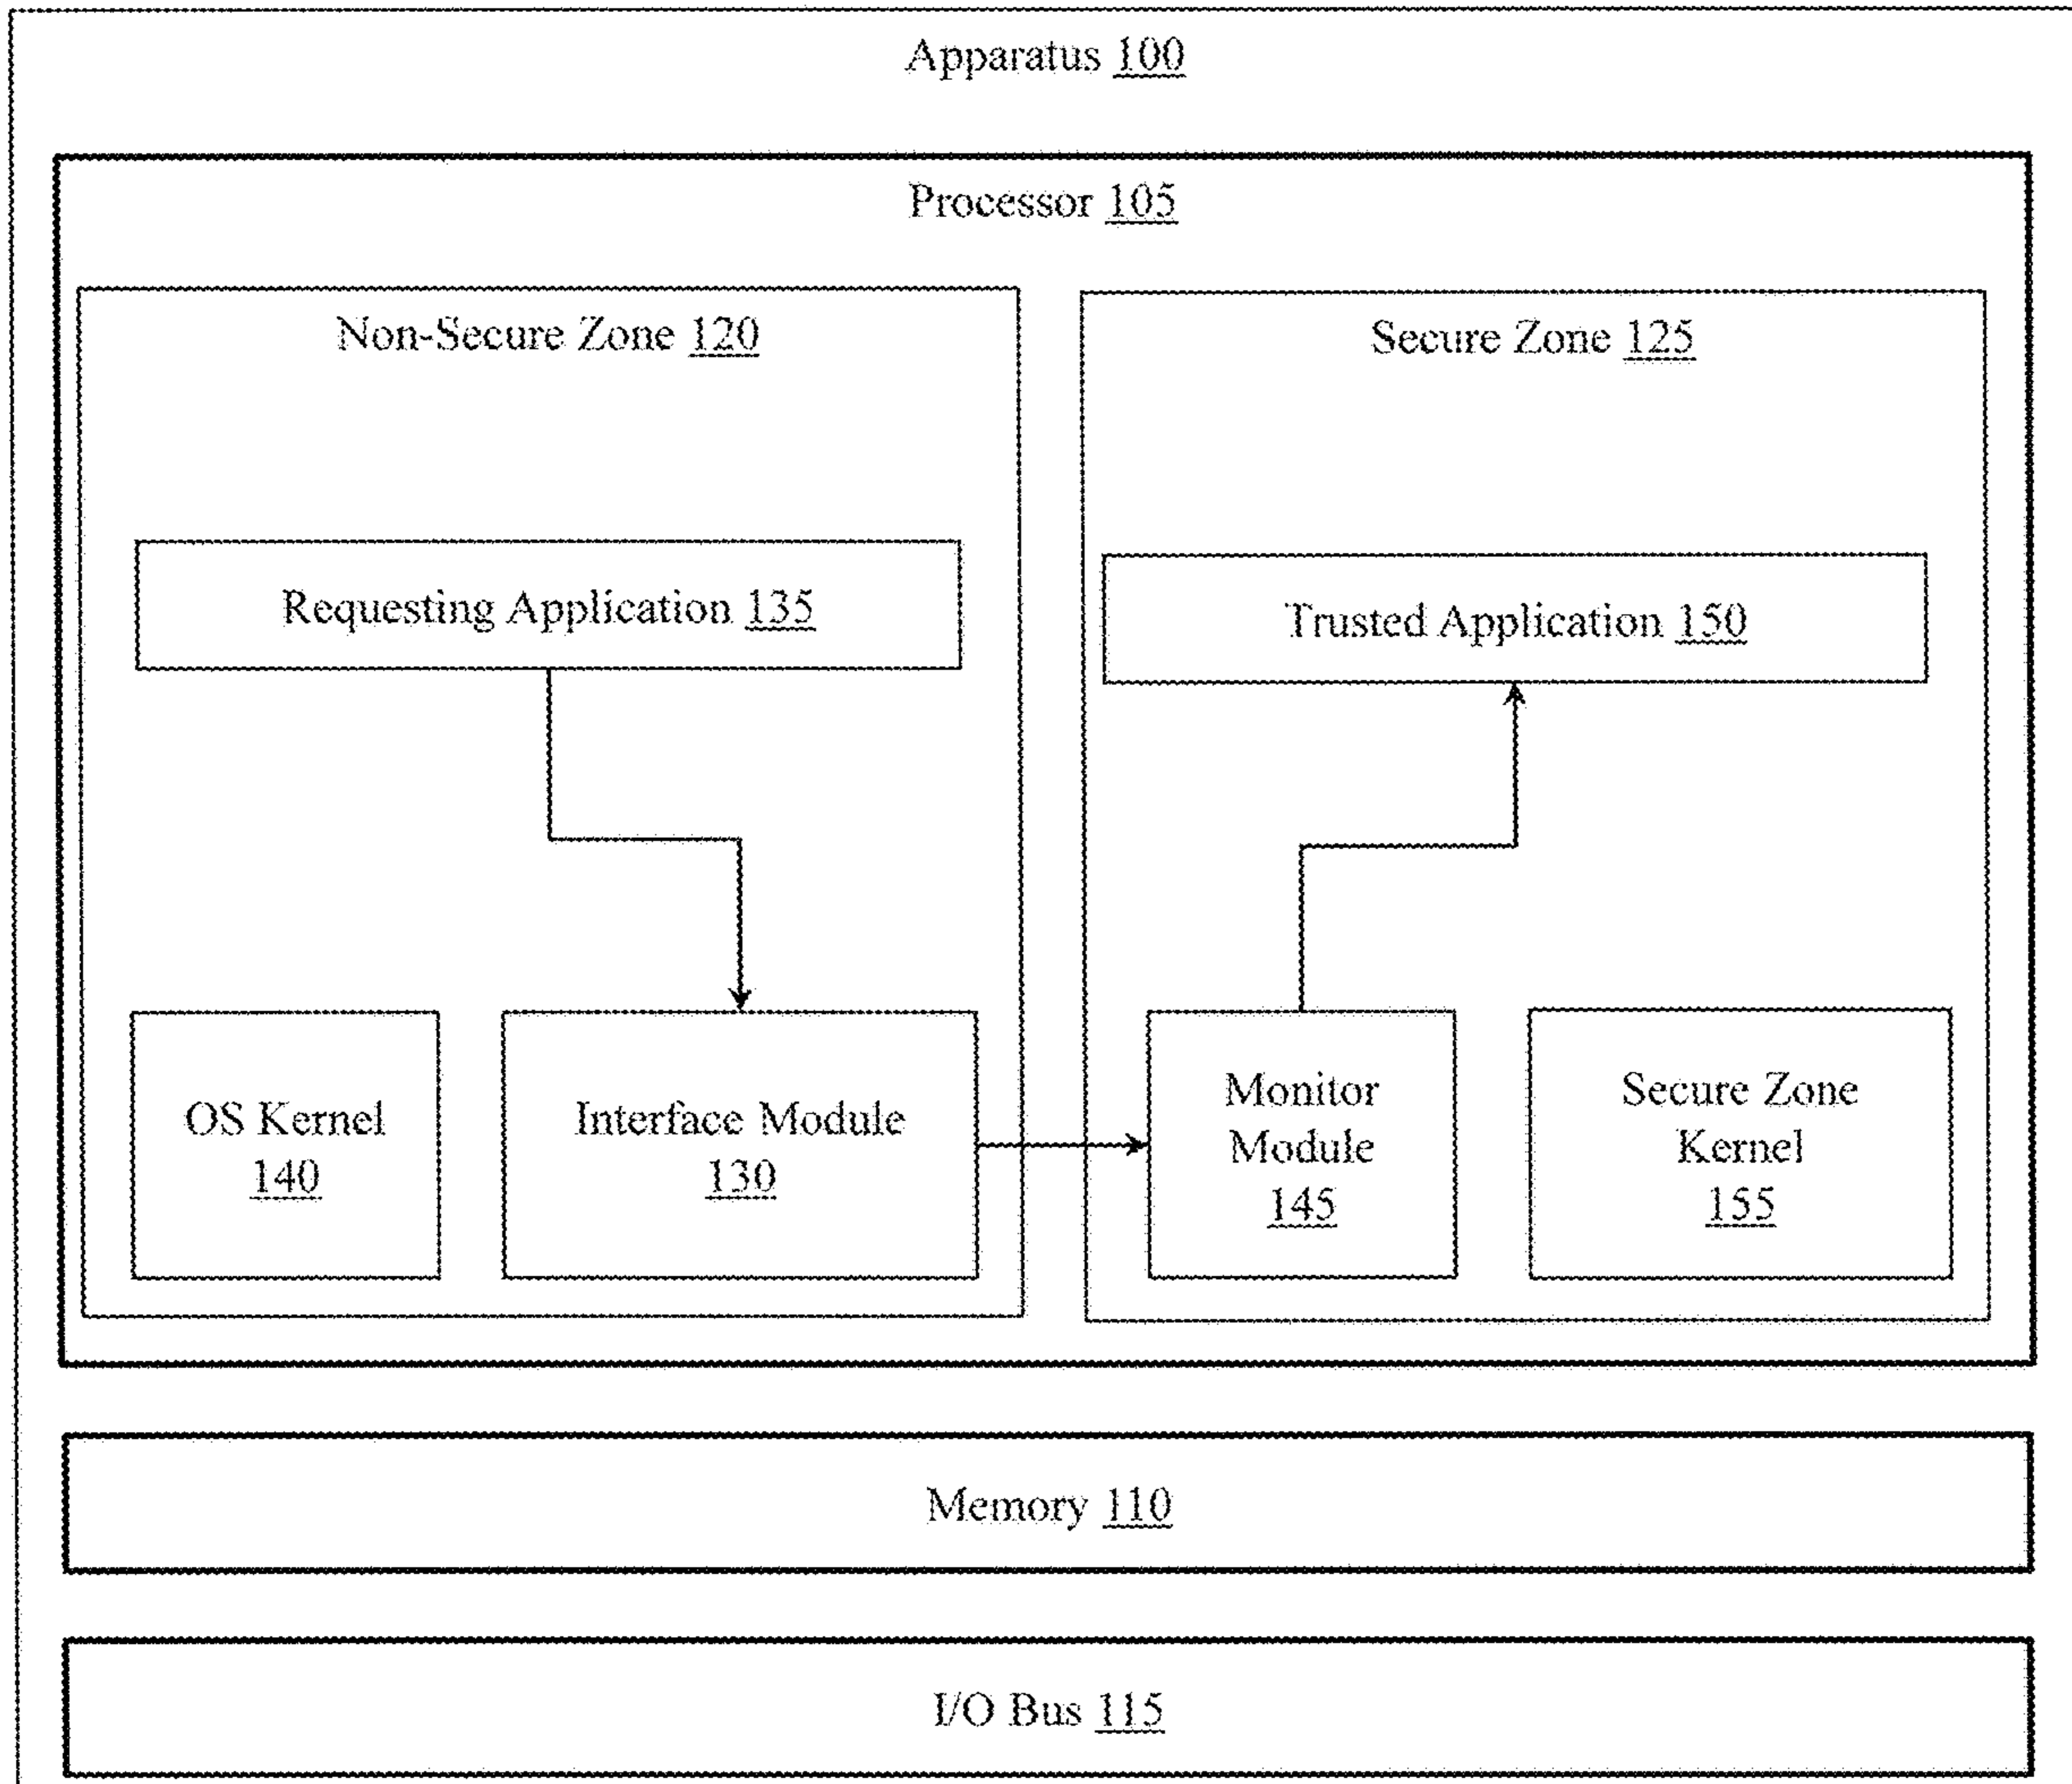 Apparatus 100
Processor 105
Non-Secure Zone 120
Secure Zone 125
Requesting Application 135
Trusted Application 150
OS Kernel
140
Interface Module
130
Monitor
Module
145
Secure Zone
Kernel
155
Memory 110
I/O Bus 115